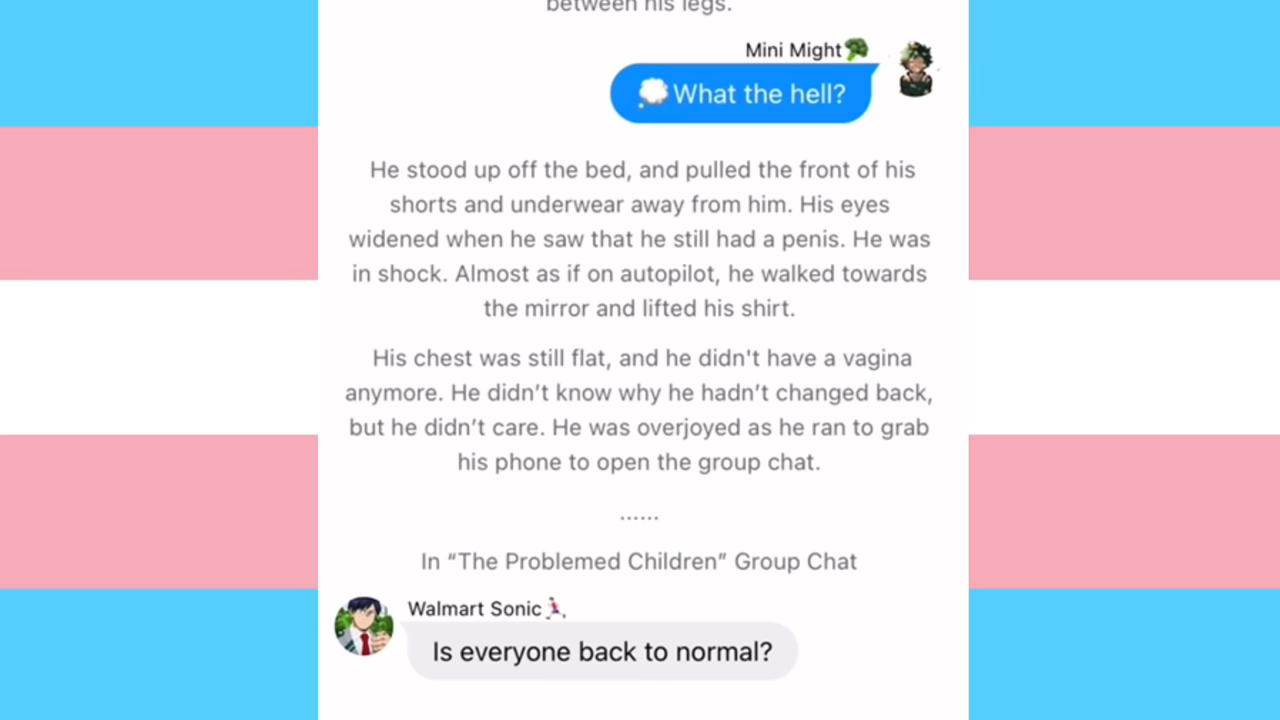 between his legs.
Mini Might🥦
💭What the hell?
He stood up off the bed, and pulled the front of his
shorts and underwear away from him. His eyes
widened when he saw that he still had a penis. He was
in shock. Almost as if on autopilot, he walked towards
the mirror and lifted his shirt.
His chest was still flat, and he didn't have a vagina
anymore. He didn’t know why he hadn’t changed back,
but he didn’t care. He was overjoyed as he ran to grab
his phone to open the group chat.
......
In “The Problemed Children” Group Chat
Walmart Sonic🏃
Is everyone back to normal?